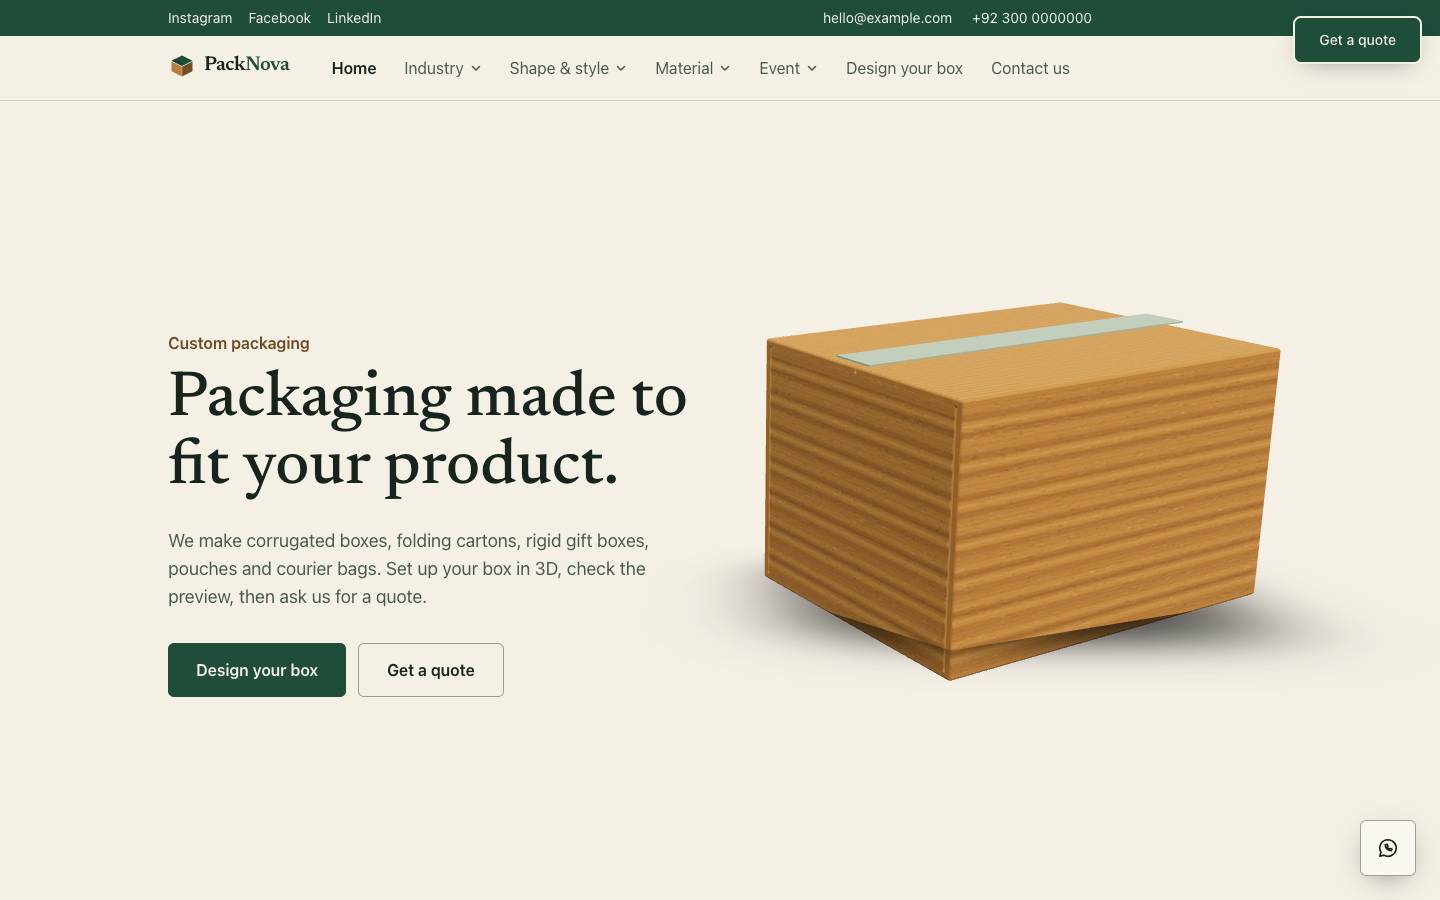 Instagram Facebook LinkedIn hello@example.com +92 300 0000000
Get a quote
PackNova Home Industry Shape & style Material Event Design your box Contact us
Custom packaging
Packaging made to
fit your product.
We make corrugated boxes, folding cartons, rigid gift boxes,
pouches and courier bags. Set up your box in 3D, check the
preview, then ask us for a quote.
Design your box Get a quote